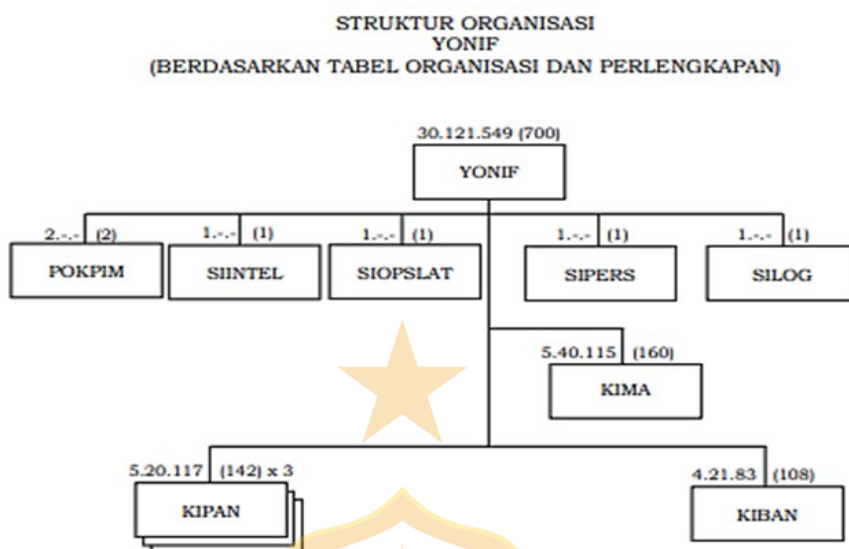 STRUKTUR ORGANISASI
YONIF
(BERDASARKAN TABEL ORGANISASI DAN PERLENGKAPAN)
30.121.549 (700)
YONIF
2.-.- (2)
POKPIM
1.-.- (1)
SIINTEL
1.-.- (1)
SIOPSLAT
1.-.- (1)
SIPERS
1.-.- (1)
SILOG
5.40.115 (160)
KIMA
5.20.117 (142) x 3
KIPAN
4.21.83 (108)
KIBAN